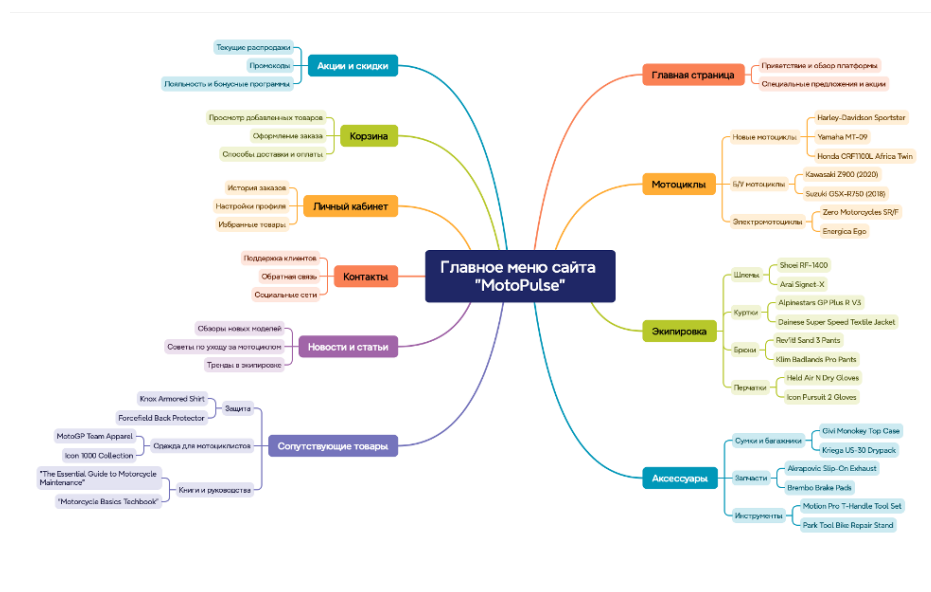 Главное меню сайта
"MotoPulse"
Главная страница
Приветствие и обзор платформы
Специальные предложения и акции
Мотоциклы
Новые мотоциклы
Harley-Davidson Sportster
Yamaha MT-09
Honda CRF1100L Africa Twin
Б/У мотоциклы
Kawasaki Z900 (2020)
Suzuki GSX-R750 (2018)
Электромотоциклы
Zero Motorcycles SR/F
Energica Ego
Экипировка
Шлемы
Shoei RF-1400
Arai Signet-X
Куртки
Alpinestars GP Plus R V3
Dainese Super Speed Textile Jacket
Брюки
Rev'it! Sand 3 Pants
Klim Badlands Pro Pants
Перчатки
Held Air N Dry Gloves
Icon Pursuit 2 Gloves
Аксессуары
Сумки и багажники
Givi Monokey Top Case
Kriega US-30 Drypack
Запчасти
Akrapovic Slip-On Exhaust
Brembo Brake Pads
Инструменты
Motion Pro T-Handle Tool Set
Park Tool Bike Repair Stand
Акции и скидки
Текущие распродажи
Промокоды
Лояльность и бонусные программы
Корзина
Просмотр добавленных товаров
Оформление заказа
Способы доставки и оплаты
Личный кабинет
История заказов
Настройки профиля
Избранные товары
Контакты
Поддержка клиентов
Обратная связь
Социальные сети
Новости и статьи
Обзоры новых моделей
Советы по уходу за мотоциклом
Тренды в экипировке
Сопутствующие товары
Защита
Knox Armored Shirt
Forcefield Back Protector
Одежда для мотоциклистов
MotoGP Team Apparel
Icon 1000 Collection
Книги и руководства
"The Essential Guide to Motorcycle
Maintenance"
"Motorcycle Basics Techbook"